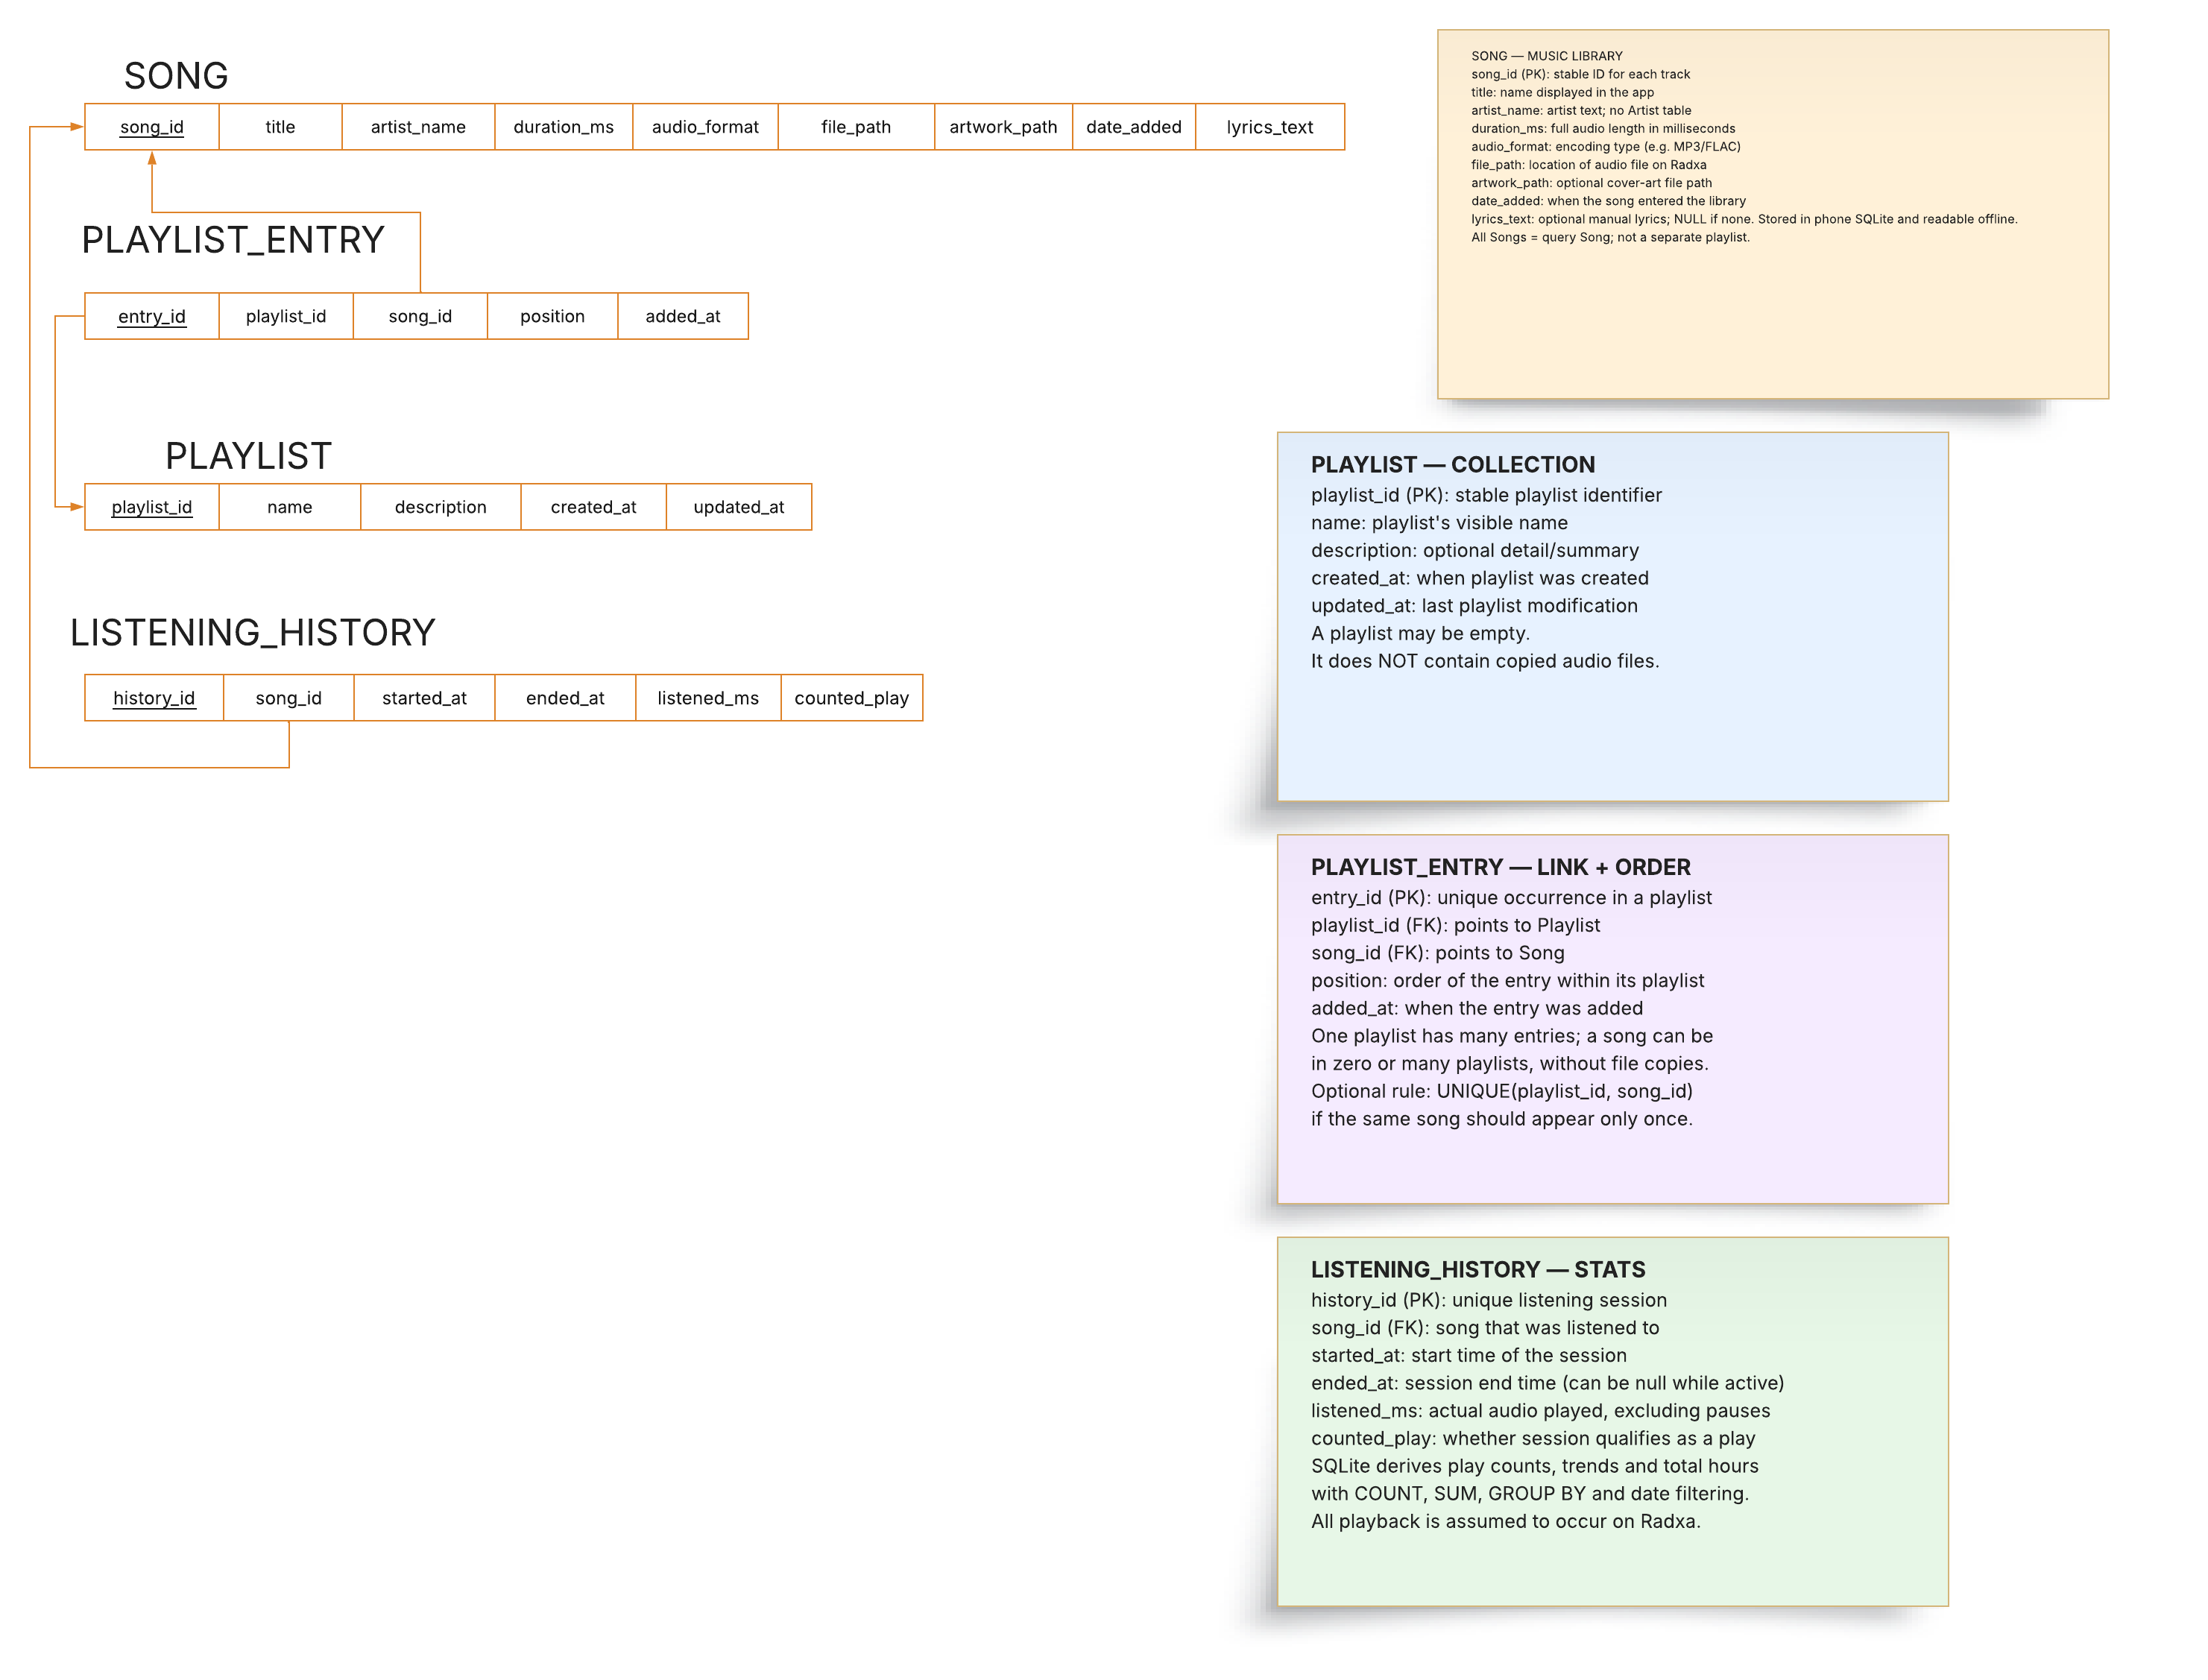 SONG
song_id title artist_name duration_ms audio_format file_path artwork_path date_added lyrics_text
PLAYLIST_ENTRY
entry_id playlist_id song_id position added_at
PLAYLIST
playlist_id name description created_at updated_at
LISTENING_HISTORY
history_id song_id started_at ended_at listened_ms counted_play
SONG — MUSIC LIBRARY
song_id (PK): stable ID for each track
title: name displayed in the app
artist_name: artist text; no Artist table
duration_ms: full audio length in milliseconds
audio_format: encoding type (e.g. MP3/FLAC)
file_path: location of audio file on Radxa
artwork_path: optional cover-art file path
date_added: when the song entered the library
lyrics_text: optional manual lyrics; NULL if none. Stored in phone SQLite and readable offline.
All Songs = query Song; not a separate playlist.
PLAYLIST — COLLECTION
playlist_id (PK): stable playlist identifier
name: playlist's visible name
description: optional detail/summary
created_at: when playlist was created
updated_at: last playlist modification
A playlist may be empty.
It does NOT contain copied audio files.
PLAYLIST_ENTRY — LINK + ORDER
entry_id (PK): unique occurrence in a playlist
playlist_id (FK): points to Playlist
song_id (FK): points to Song
position: order of the entry within its playlist
added_at: when the entry was added
One playlist has many entries; a song can be
in zero or many playlists, without file copies.
Optional rule: UNIQUE(playlist_id, song_id)
if the same song should appear only once.
LISTENING_HISTORY — STATS
history_id (PK): unique listening session
song_id (FK): song that was listened to
started_at: start time of the session
ended_at: session end time (can be null while active)
listened_ms: actual audio played, excluding pauses
counted_play: whether session qualifies as a play
SQLite derives play counts, trends and total hours
with COUNT, SUM, GROUP BY and date filtering.
All playback is assumed to occur on Radxa.